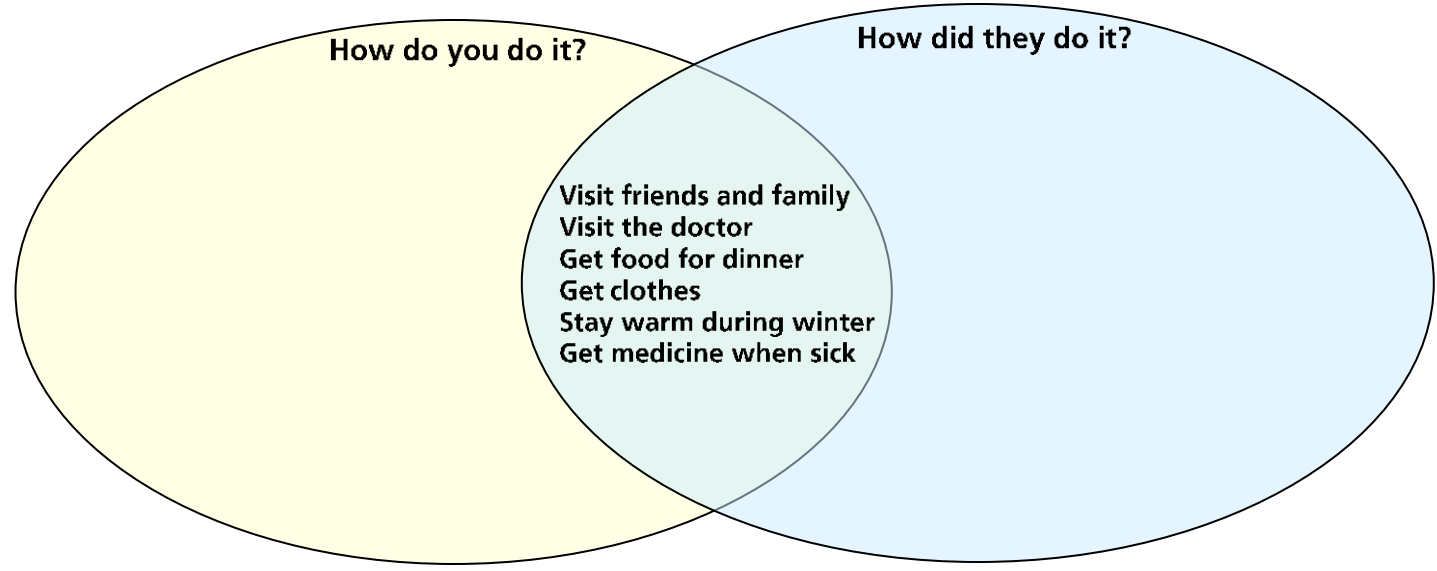 How do you do it?
How did they do it?
Visit friends and family
Visit the doctor
Get food for dinner
Get clothes
Stay warm during winter
Get medicine when sick